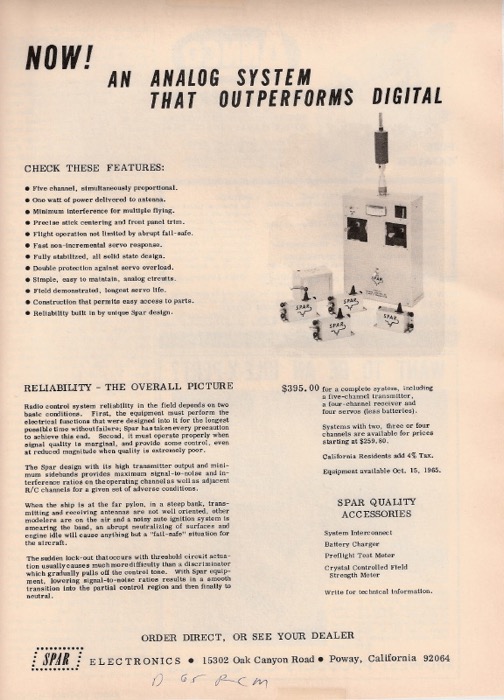 NOW!
AN ANALOG SYSTEM
THAT OUTPERFORMS DIGITAL
CHECK THESE FEATURES:
● Five channel, simultaneously proportional.
● One watt of power delivered to antenna.
● Minimum interference for multiple flying.
● Precise stick centering and front panel trim.
● Flight operation not limited by abrupt fail-safe.
● Fast non-incremental servo response.
● Fully stabilized, all solid state design.
● Double protection against servo overload.
● Simple, easy to maintain, analog circuits.
● Field demonstrated, longest servo life.
● Construction that permits easy access to parts.
● Reliability built in by unique Spar design.
SPAR
SPAR
SPAR
SPAR
RELIABILITY - THE OVERALL PICTURE
Radio control system reliability in the field depends on two
basic conditions. First, the equipment must perform the
electrical functions that were designed into it for the longest
possible time without failure; Spar has taken every precaution
to achieve this end. Second, it must operate properly when
signal quality is marginal, and provide some control, even
at reduced magnitude when quality is extremely poor.
The Spar design with its high transmitter output and mini-
mum sidebands provides maximum signal-to-noise and in-
terference ratios on the operating channel as well as adjacent
R/C channels for a given set of adverse conditions.
When the ship is at the far pylon, in a steep bank, trans-
mitting and receiving antennas are not well oriented, other
modelers are on the air and a noisy auto ignition system is
smearing the band, an abrupt neutralizing of surfaces and
engine idle will cause anything but a "fail-safe" situation for
the aircraft.
The sudden lock-out that occurs with threshold circuit actua-
tion usually causes much more difficulty than a discriminator
which gradually pulls off the control tone. With Spar equip-
ment, lowering signal-to-noise ratios results in a smooth
transition into the partial control region and then finally to
neutral.
$395.00 for a complete system, including
a five-channel transmitter,
a four-channel receiver and
four servos (less batteries).
Systems with two, three or four
channels are available for prices
starting at $259.80.
California Residents add 4% Tax.
Equipment available Oct. 15, 1965.
SPAR QUALITY
ACCESSORIES
System Interconnect
Battery Charger
Preflight Test Meter
Crystal Controlled Field
Strength Meter
Write for technical information.
ORDER DIRECT, OR SEE YOUR DEALER
SPAR ELECTRONICS ● 15302 Oak Canyon Road ● Poway, California 92064
D 65 RCM